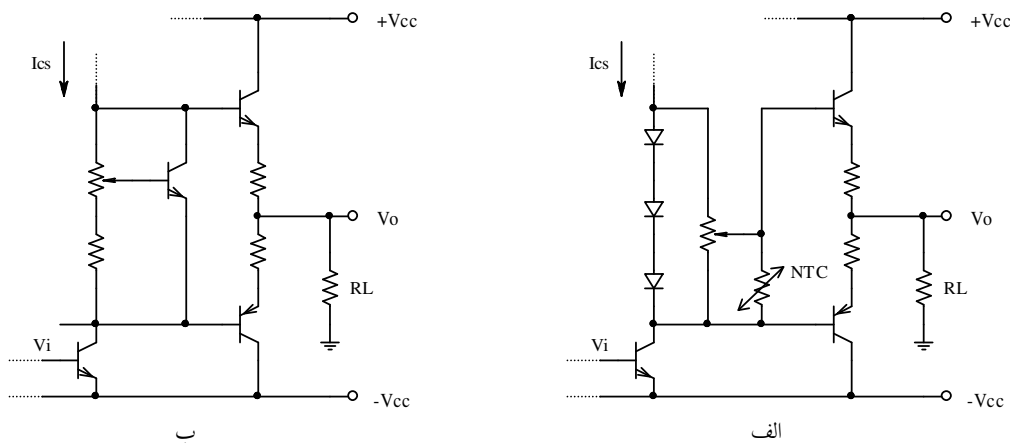 +Vcc
Ics
Vo
RL
Vi
-Vcc
ب
+Vcc
Ics
Vo
NTC
RL
Vi
-Vcc
الف